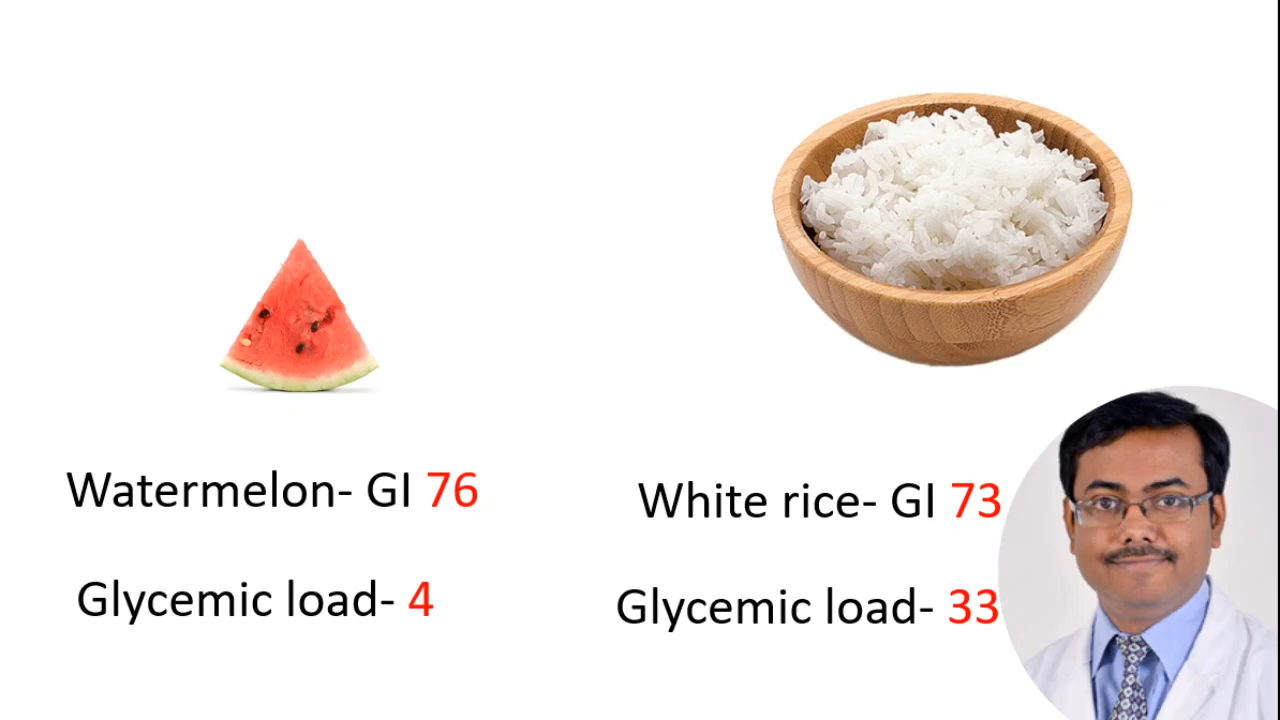 Watermelon- GI 76
Glycemic load- 4
White rice- GI 73
Glycemic load- 33